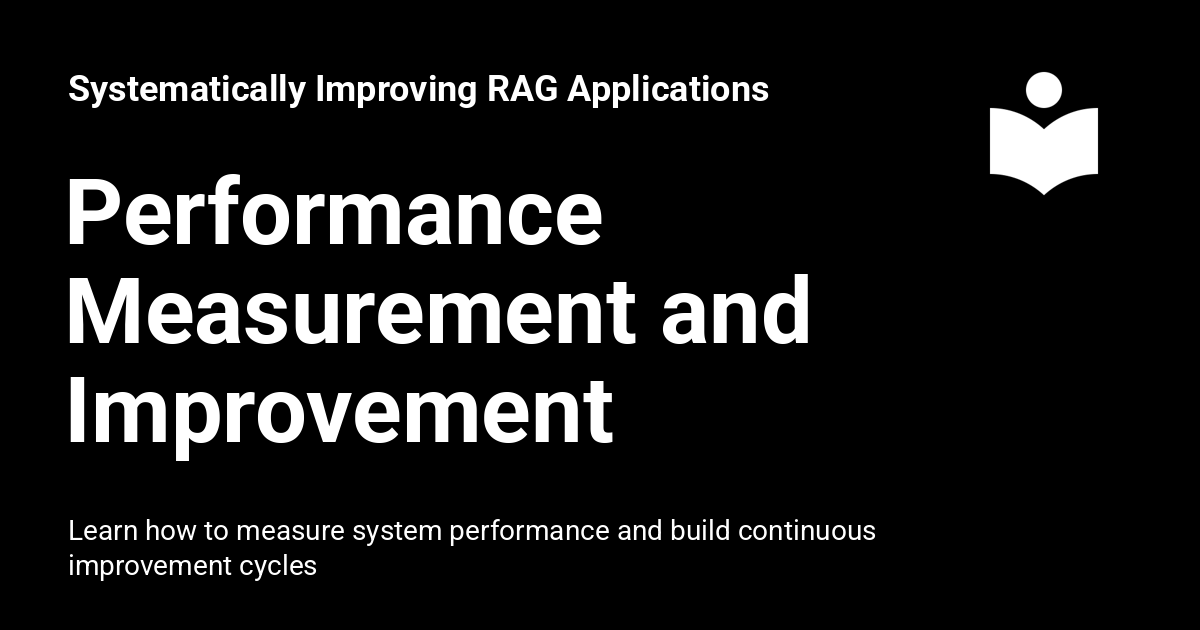 Systematically Improving RAG Applications
Performance
Measurement and
Improvement
Learn how to measure system performance and build continuous
improvement cycles